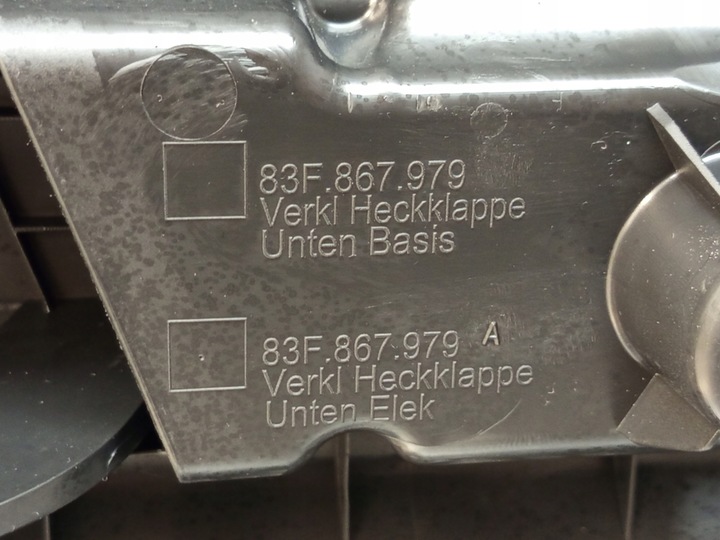 83F.867.979
Verkl Heckklappe
Unten Basis
83F.867.979 A
Verkl Heckklappe
Unten Elek